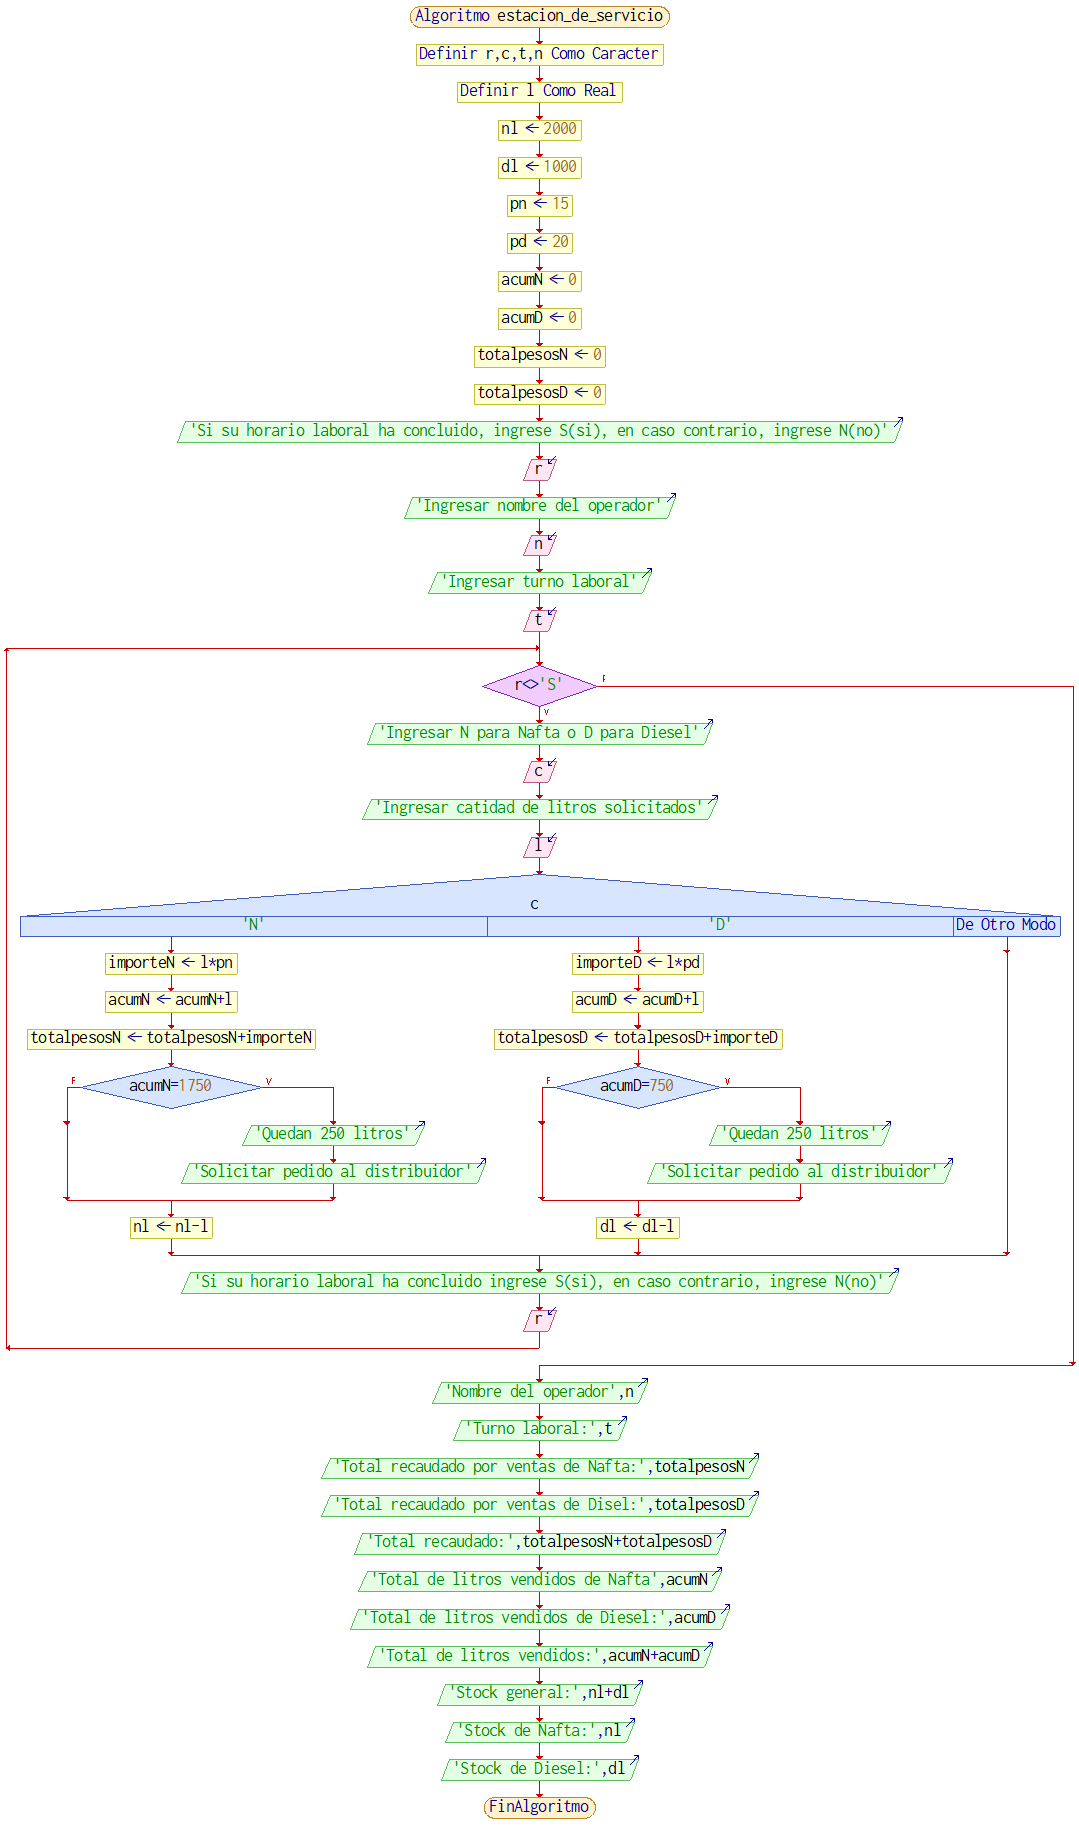 Algoritmo estacion_de_servicio
Definir r,c,t,n Como Caracter
Definir l Como Real
nl ← 2000
dl ← 1000
pn ← 15
pd ← 20
acumN ← 0
acumD ← 0
totalpesosN ← 0
totalpesosD ← 0
'Si su horario laboral ha concluido, ingrese S(si), en caso contrario, ingrese N(no)'
r
'Ingresar nombre del operador'
n
'Ingresar turno laboral'
t
r<>'S'
F
V
'Ingresar N para Nafta o D para Diesel'
c
'Ingresar catidad de litros solicitados'
l
c
'N' 'D' De Otro Modo
importeN ← l*pn importeD ← l*pd
acumN ← acumN+l acumD ← acumD+l
totalpesosN ← totalpesosN+importeN totalpesosD ← totalpesosD+importeD
F acumN=1750 V F acumD=750 V
'Quedan 250 litros' 'Quedan 250 litros'
'Solicitar pedido al distribuidor' 'Solicitar pedido al distribuidor'
nl ← nl-l dl ← dl-l
'Si su horario laboral ha concluido ingrese S(si), en caso contrario, ingrese N(no)'
r
'Nombre del operador',n
'Turno laboral:',t
'Total recaudado por ventas de Nafta:',totalpesosN
'Total recaudado por ventas de Disel:',totalpesosD
'Total recaudado:',totalpesosN+totalpesosD
'Total de litros vendidos de Nafta',acumN
'Total de litros vendidos de Diesel:',acumD
'Total de litros vendidos:',acumN+acumD
'Stock general:',nl+dl
'Stock de Nafta:',nl
'Stock de Diesel:',dl
FinAlgoritmo